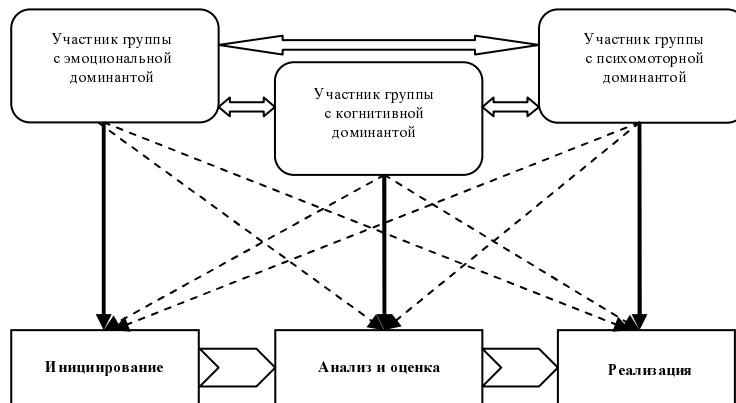 Участник группы
с эмоциональной
доминантой
Участник группы
с когнитивной
доминантой
Участник группы
с психомоторной
доминантой
Инициирование
Анализ и оценка
Реализация